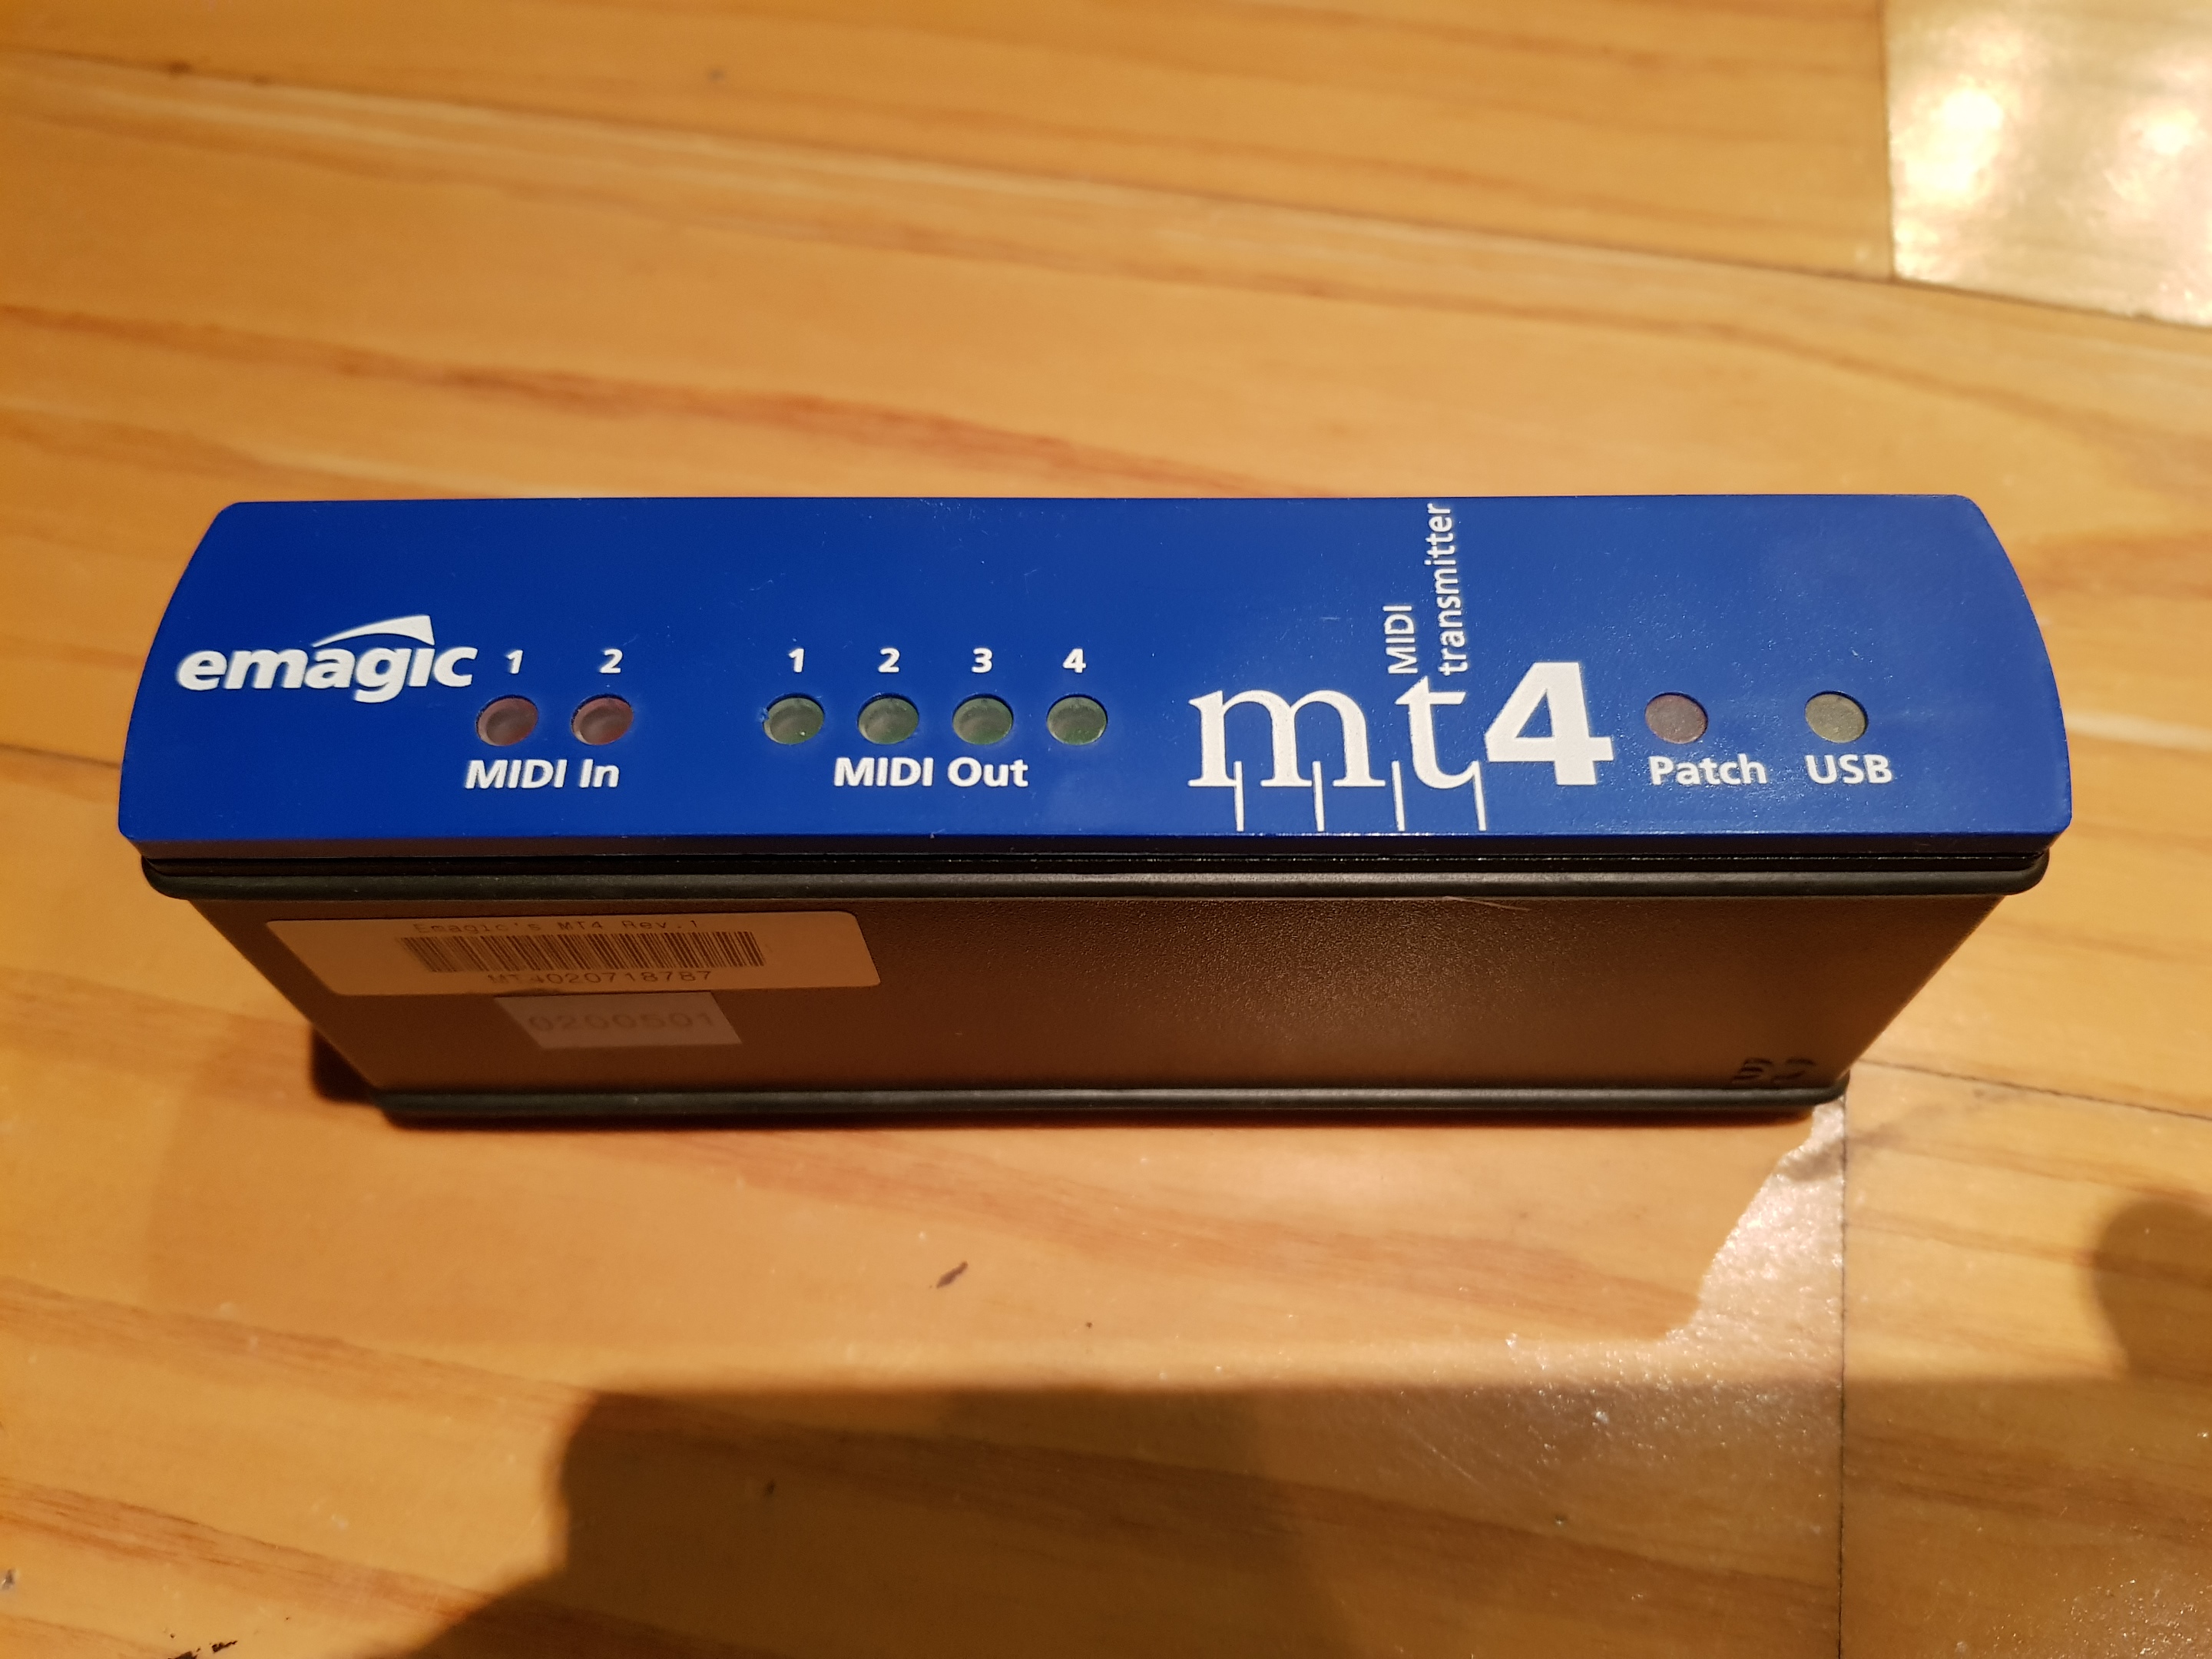 emagic
1 2
MIDI In
1 2 3 4
MIDI Out
MIDI
transmitter
mt4
Patch
USB
Emagic's MT4 Rev.1
MT4020718787
0200501